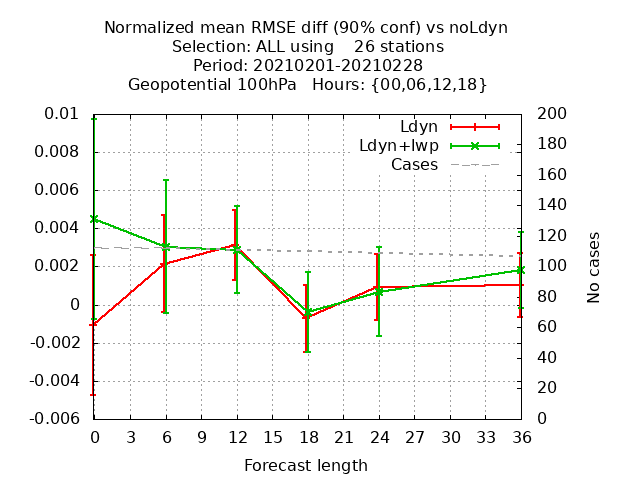 Normalized mean RMSE diff (90% conf) vs noLdyn
Selection: ALL using    26 stations
Period: 20210201-20210228
Geopotential 100hPa   Hours: {00,06,12,18}
Ldyn
Ldyn+lwp
Cases
0.01
0.008
0.006
0.004
0.002
0
-0.002
-0.004
-0.006
200
180
160
140
120
100
80
60
40
20
0
No cases
0 3 6 9 12 15 18 21 24 27 30 33 36
Forecast length